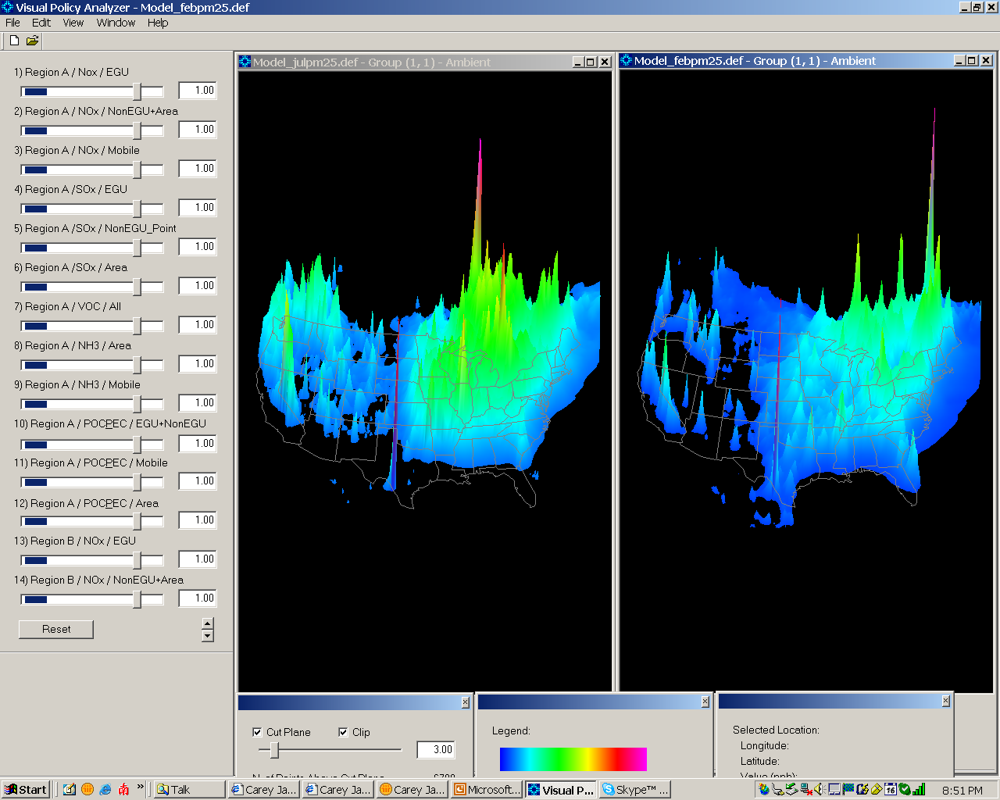 Visual Policy Analyzer - Model_febpm25.def
File Edit View Window Help
Model_julpm25.def - Group (1, 1) - Ambient
Model_febpm25.def - Group (1, 1) - Ambient
1) Region A / Nox / EGU
1.00
2) Region A / NOx / NonEGU+Area
1.00
3) Region A / NOx / Mobile
1.00
4) Region A /SOx / EGU
1.00
5) Region A /SOx / NonEGU_Point
1.00
6) Region A /SOx / Area
1.00
7) Region A / VOC / All
1.00
8) Region A / NH3 / Area
1.00
9) Region A / NH3 / Mobile
1.00
10) Region A / POCPEC / EGU+NonEGU
1.00
11) Region A / POCPEC / Mobile
1.00
12) Region A / POCPEC / Area
1.00
13) Region B / NOx / EGU
1.00
14) Region B / NOx / NonEGU+Area
1.00
Reset
Cut Plane Clip
3.00
Legend:
Selected Location:
Longitude:
Latitude:
Value (ppb):
Start
Talk
Carey Ja...
Carey Ja...
Carey Ja...
Microsoft...
Visual P...
Skype™ ...
16
8:51 PM